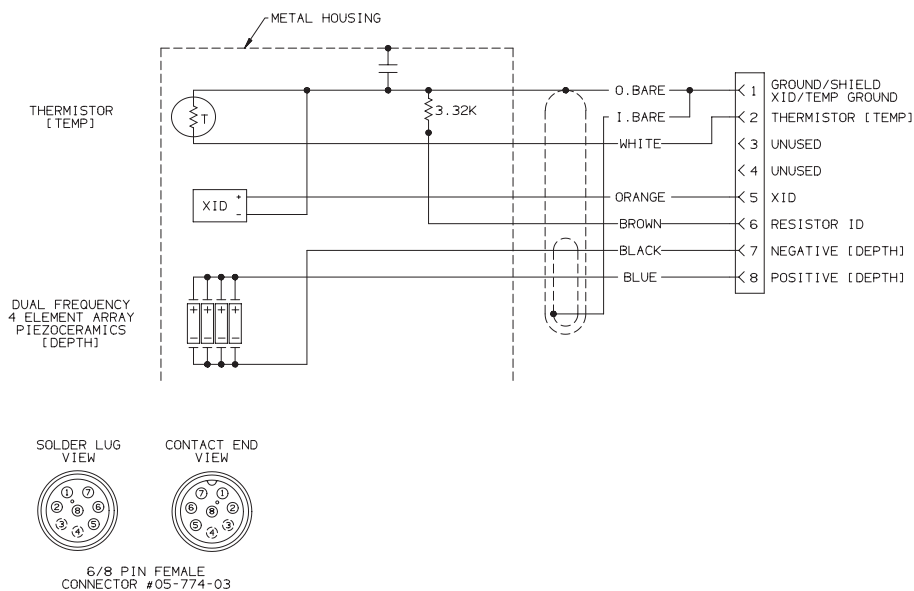 METAL HOUSING
THERMISTOR
[TEMP]
T
3.32K
XID
+
-
DUAL FREQUENCY
4 ELEMENT ARRAY
PIEZOCERAMICS
[DEPTH]
+ + + +
- - - -
O.BARE
I.BARE
WHITE
ORANGE
BROWN
BLACK
BLUE
1 GROUND/SHIELD
XID/TEMP GROUND
2 THERMISTOR [TEMP]
3 UNUSED
4 UNUSED
5 XID
6 RESISTOR ID
7 NEGATIVE [DEPTH]
8 POSITIVE [DEPTH]
SOLDER LUG
VIEW
1 7
2 8 6
3 4 5
CONTACT END
VIEW
7 1
6 8 2
5 4 3
6/8 PIN FEMALE
CONNECTOR #05-774-03